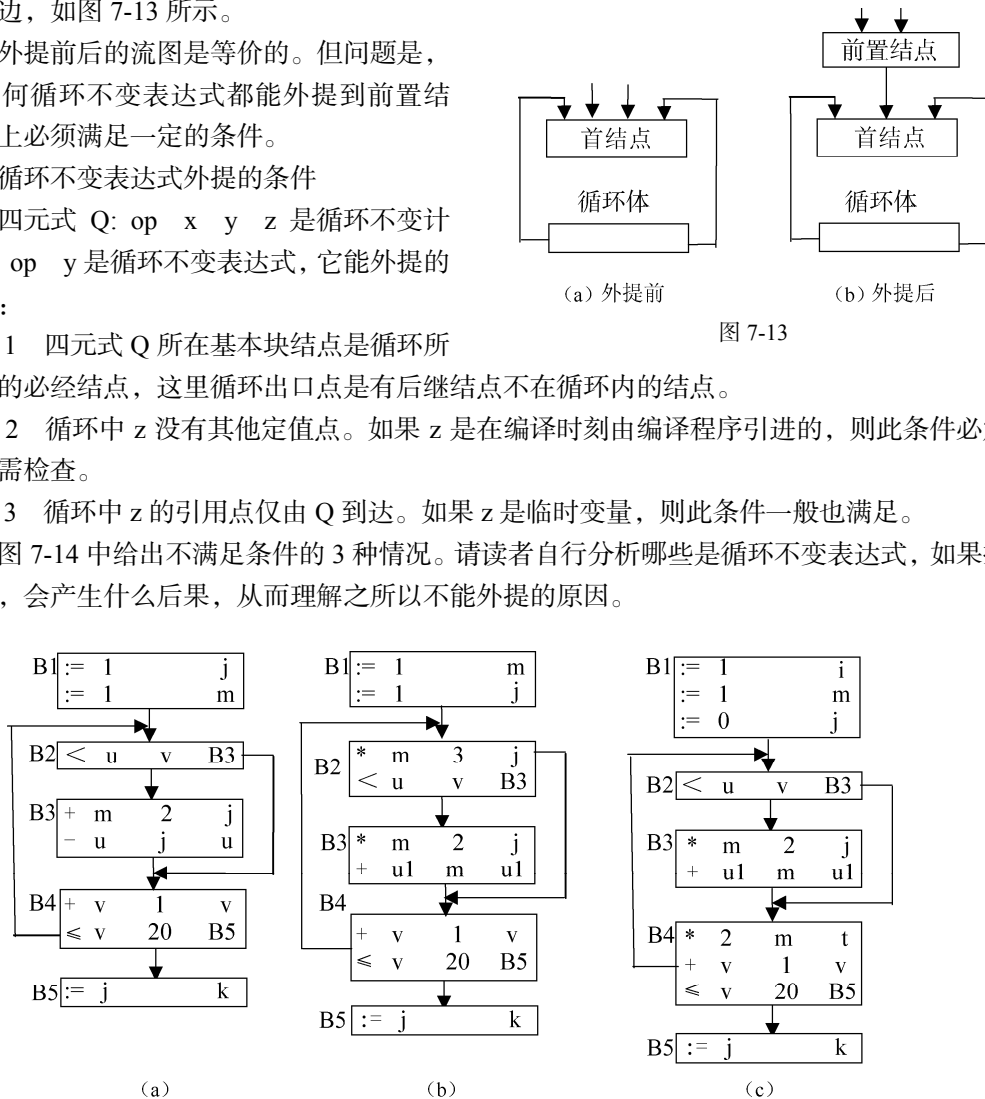 边，如图 7-13 所示。
外提前后的流图是等价的。但问题是，
何循环不变表达式都能外提到前置结
上必须满足一定的条件。
循环不变表达式外提的条件
四元式 Q: op x y z 是循环不变计
op y 是循环不变表达式，它能外提的
：
1 四元式 Q 所在基本块结点是循环所
前置结点
首结点
首结点
循环体
循环体
（a）外提前
（b）外提后
图 7-13
的必经结点，这里循环出口点是有后继结点不在循环内的结点。
2 循环中 z 没有其他定值点。如果 z 是在编译时刻由编译程序引进的，则此条件必
需检查。
3 循环中 z 的引用点仅由 Q 到达。如果 z 是临时变量，则此条件一般也满足。
图 7-14 中给出不满足条件的 3 种情况。请读者自行分析哪些是循环不变表达式，如果
，会产生什么后果，从而理解之所以不能外提的原因。
B1 := 1 j
:= 1 m
B2 < u v B3
B3 + m 2 j
− u j u
B4 + v 1 v
≤ v 20 B5
B5 := j k
（a）
B1 := 1 m
:= 1 j
B2 * m 3 j
< u v B3
B3 * m 2 j
+ u1 m u1
B4
+ v 1 v
≤ v 20 B5
B5 := j k
（b）
B1 := 1 i
:= 1 m
:= 0 j
B2 < u v B3
B3 * m 2 j
+ u1 m u1
B4 * 2 m t
+ v 1 v
≤ v 20 B5
B5 := j k
（c）